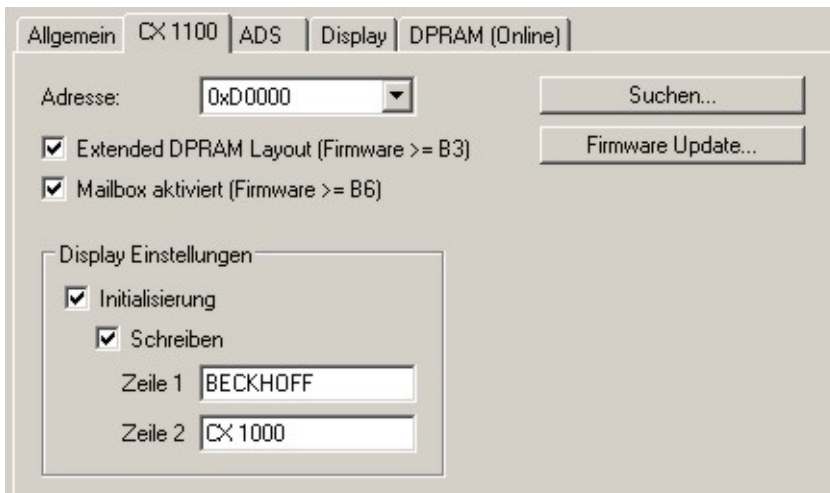 Allgemein CX 1100 ADS Display DPRAM (Online)
Adresse: 0xD0000 Suchen...
Extended DPRAM Layout (Firmware >= B3) Firmware Update...
Mailbox aktiviert (Firmware >= B6)
Display Einstellungen
Initialisierung
Schreiben
Zeile 1 BECKHOFF
Zeile 2 CX 1000